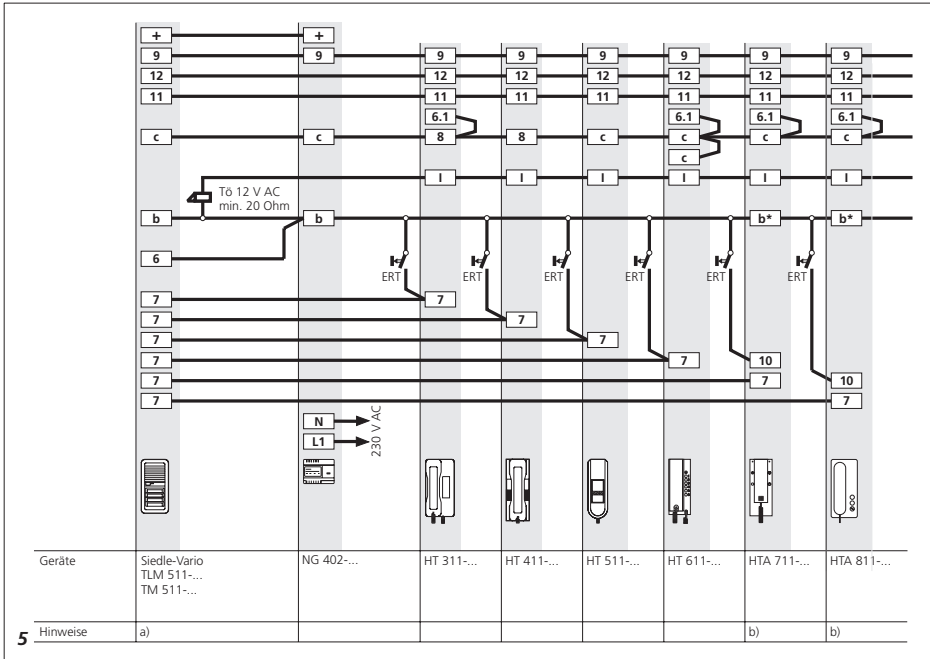 + +
9 9 9 9 9 9 9 9
12 12 12 12 12 12 12
11 11 11 11 11 11 11
6.1 6.1 6.1 6.1
c c 8 8 c c c c
c
I I I I I I
Tö 12 V AC
min. 20 Ohm
b b b* b*
6
ERT ERT ERT ERT ERT ERT
7 7
7 7
7 7
7 7 10
7 7 10
7 7
N
L1
230 V AC
Geräte Siedle-Vario NG 402-... HT 311-... HT 411-... HT 511-... HT 611-... HTA 711-... HTA 811-...
TLM 511-...
TM 511-...
5 Hinweise a) b) b)